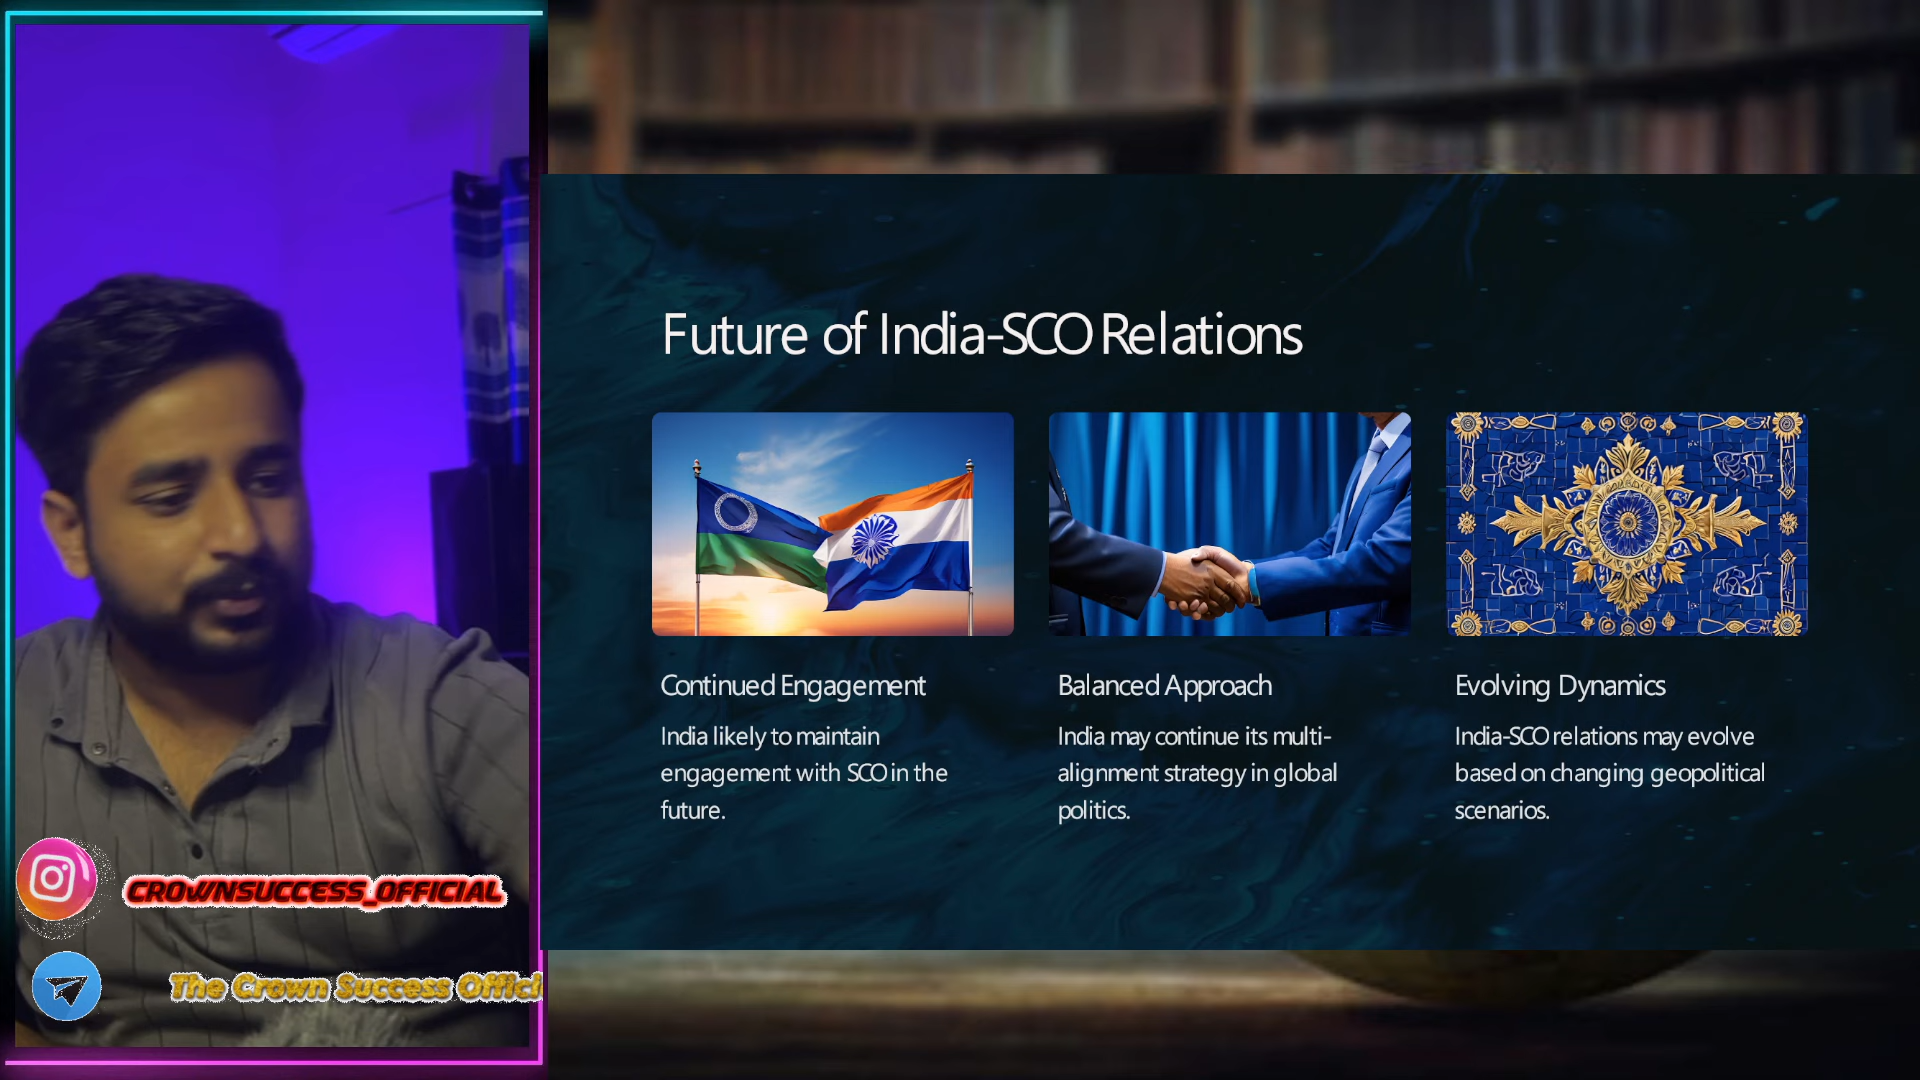 Future of India-SCO Relations
Continued Engagement
India likely to maintain
engagement with SCO in the
future.
Balanced Approach
India may continue its multi-
alignment strategy in global
politics.
Evolving Dynamics
India-SCO relations may evolve
based on changing geopolitical
scenarios.
CROWNSUCCESS_OFFICIAL
The Crown Success Offici